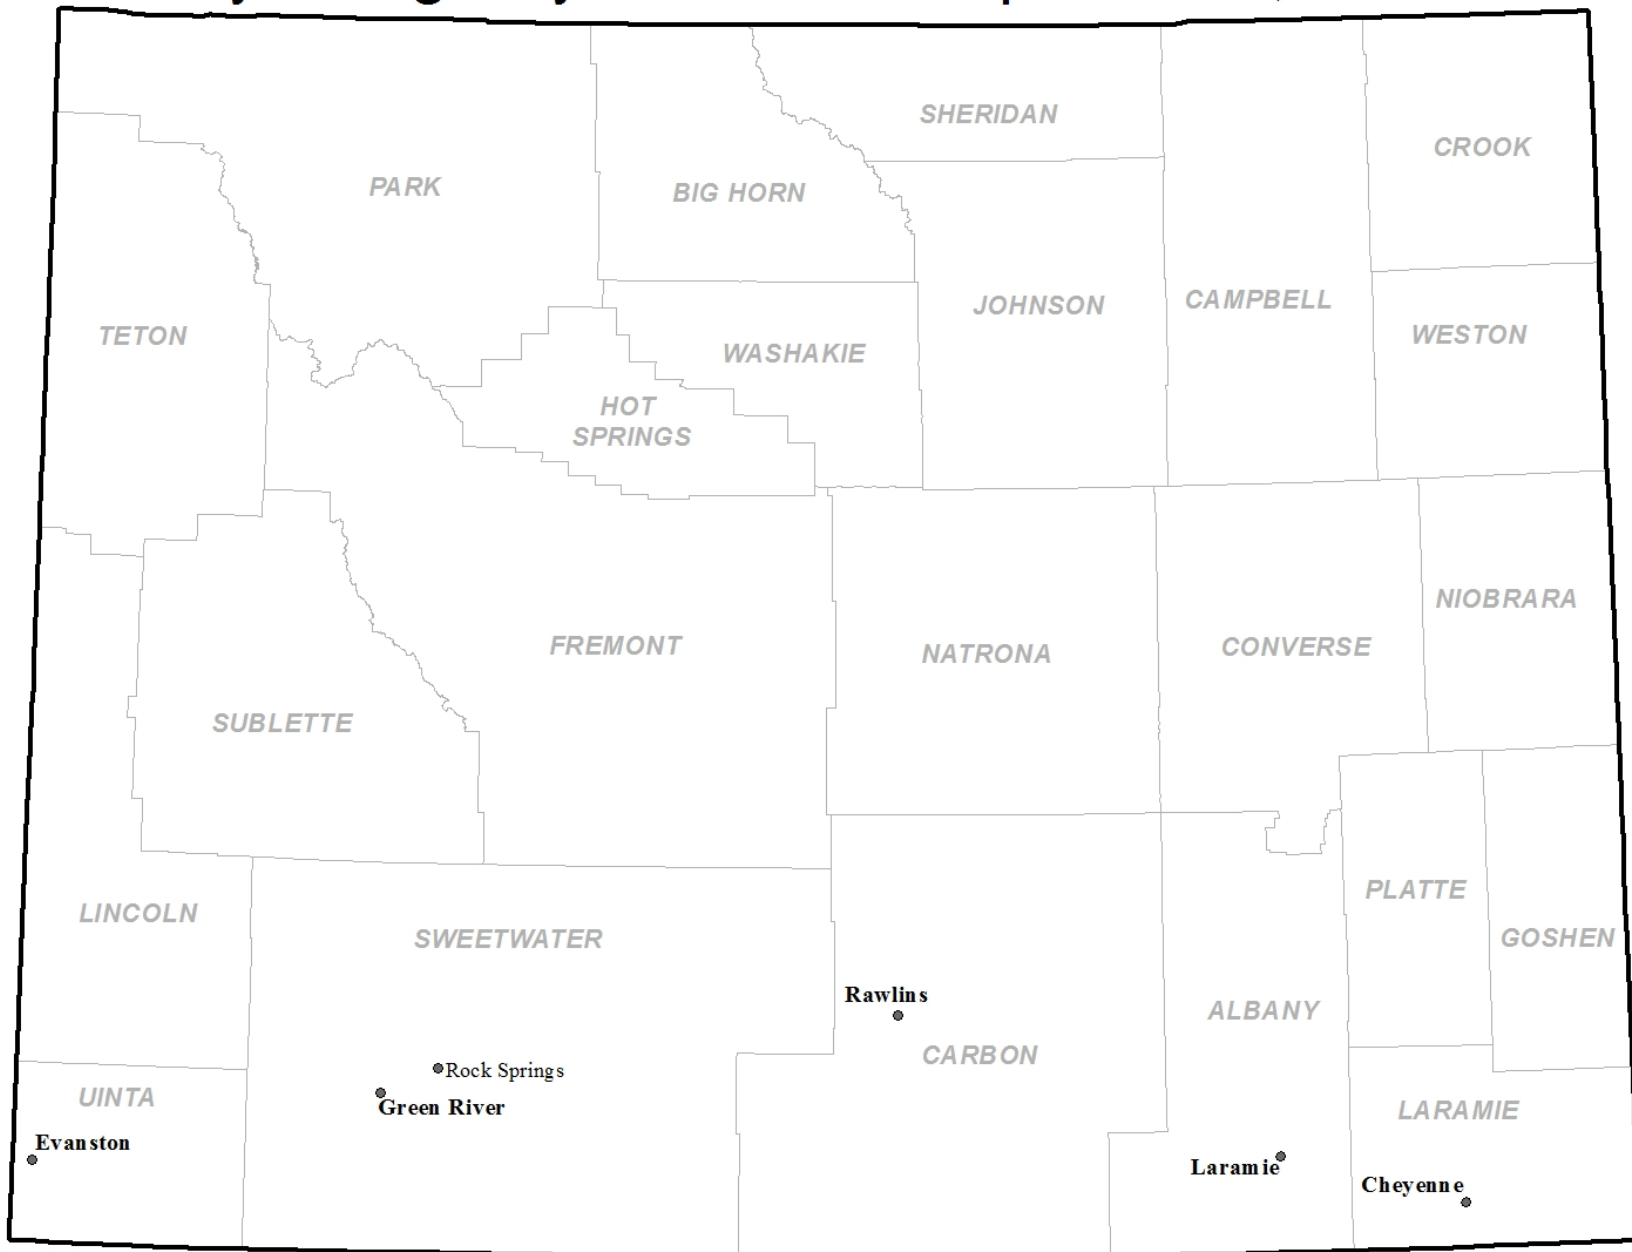 SHERIDAN
CROOK
PARK
BIG HORN
JOHNSON
CAMPBELL
TETON
WESTON
WASHAKIE
HOT
SPRINGS
NIOBRARA
FREMONT
NATRONA
CONVERSE
SUBLETTE
PLATTE
LINCOLN
SWEETWATER
GOSHEN
Rawlins
ALBANY
CARBON
Rock Springs
UINTA
Green River
LARAMIE
Evanston
Laramie
Cheyenne